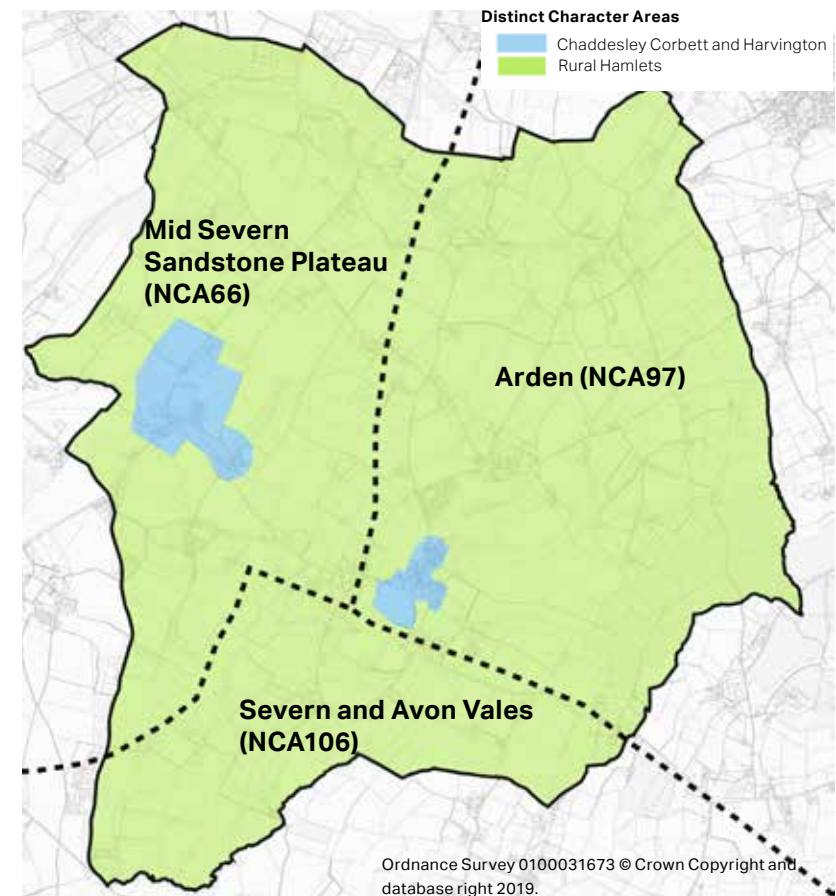 Distinct Character Areas
Chaddesley Corbett and Harvington
Rural Hamlets
Mid Severn
Sandstone Plateau
(NCA66)
Arden (NCA97)
Severn and Avon Vales
(NCA106)
Ordnance Survey 0100031673 © Crown Copyright and
database right 2019.